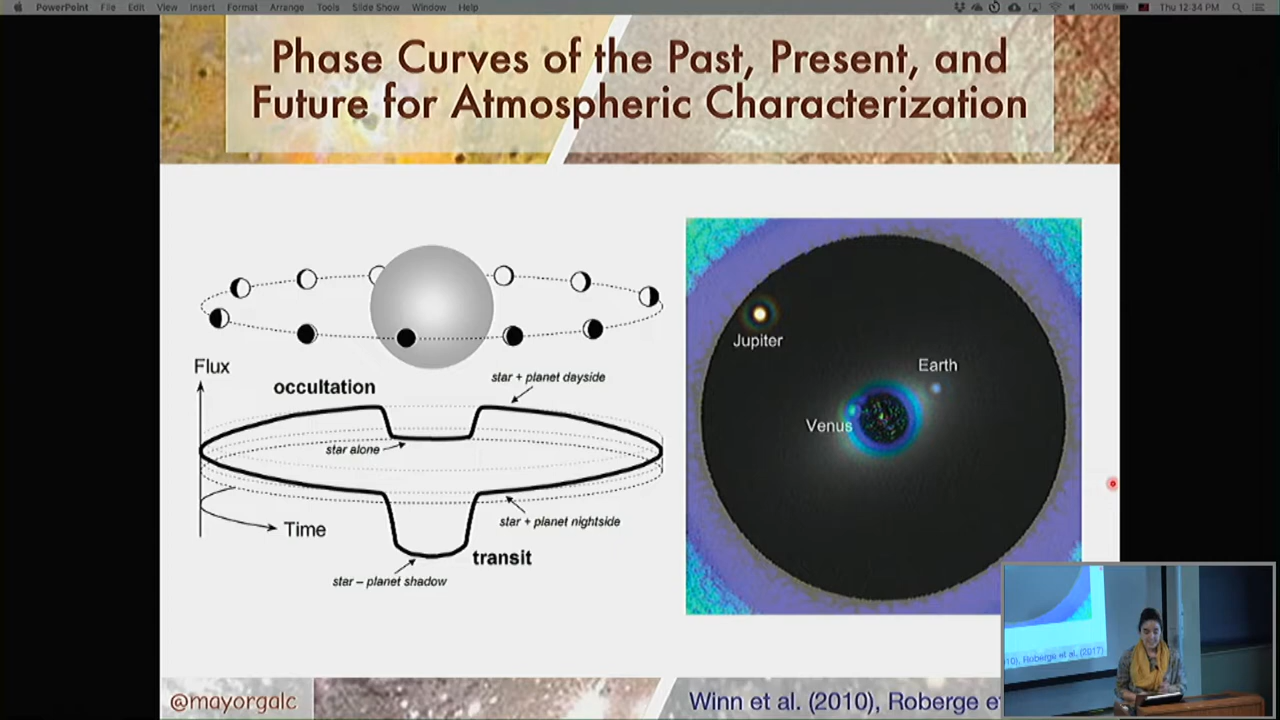 PowerPoint File Edit View Insert Format Arrange Tools Slide Show Window Help 100% Thu 12:34 PM
Phase Curves of the Past, Present, and
Future for Atmospheric Characterization
Flux
occultation
star + planet dayside
star alone
Time
star + planet nightside
transit
star – planet shadow
Jupiter
Earth
Venus
@mayorgalc
Winn et al. (2010), Roberge e
10), Roberge et al. (2017)